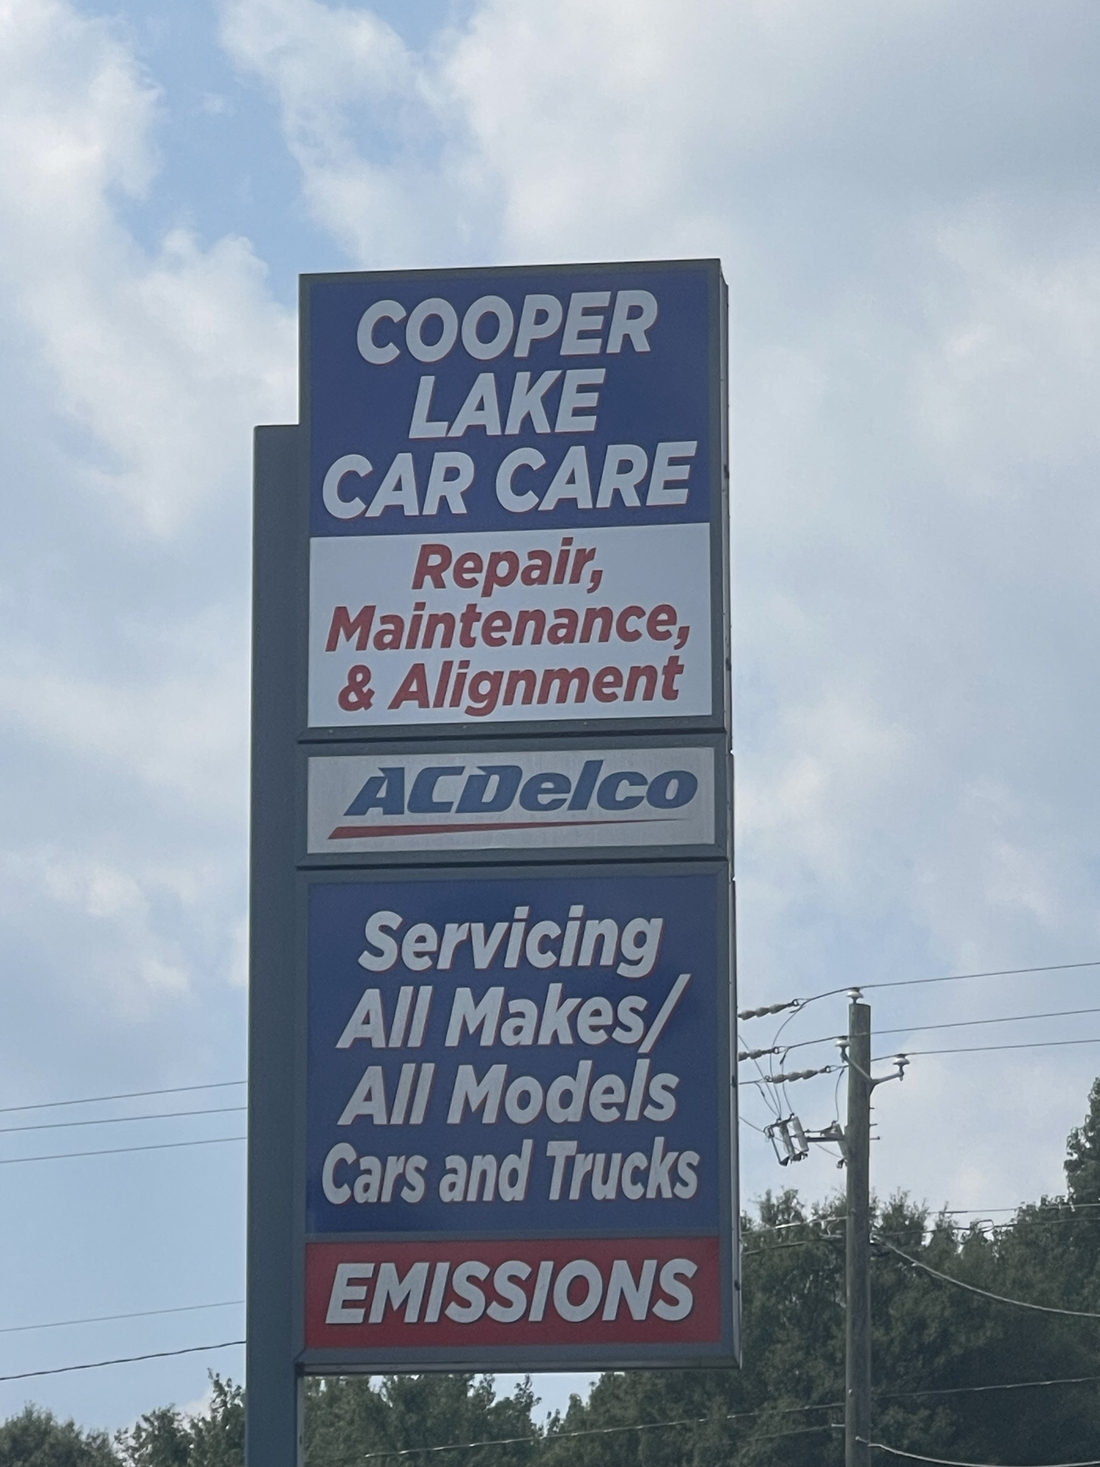 COOPER
LAKE
CAR CARE
Repair,
Maintenance,
& Alignment
ACDelco
Servicing
All Makes/
All Models
Cars and Trucks
EMISSIONS